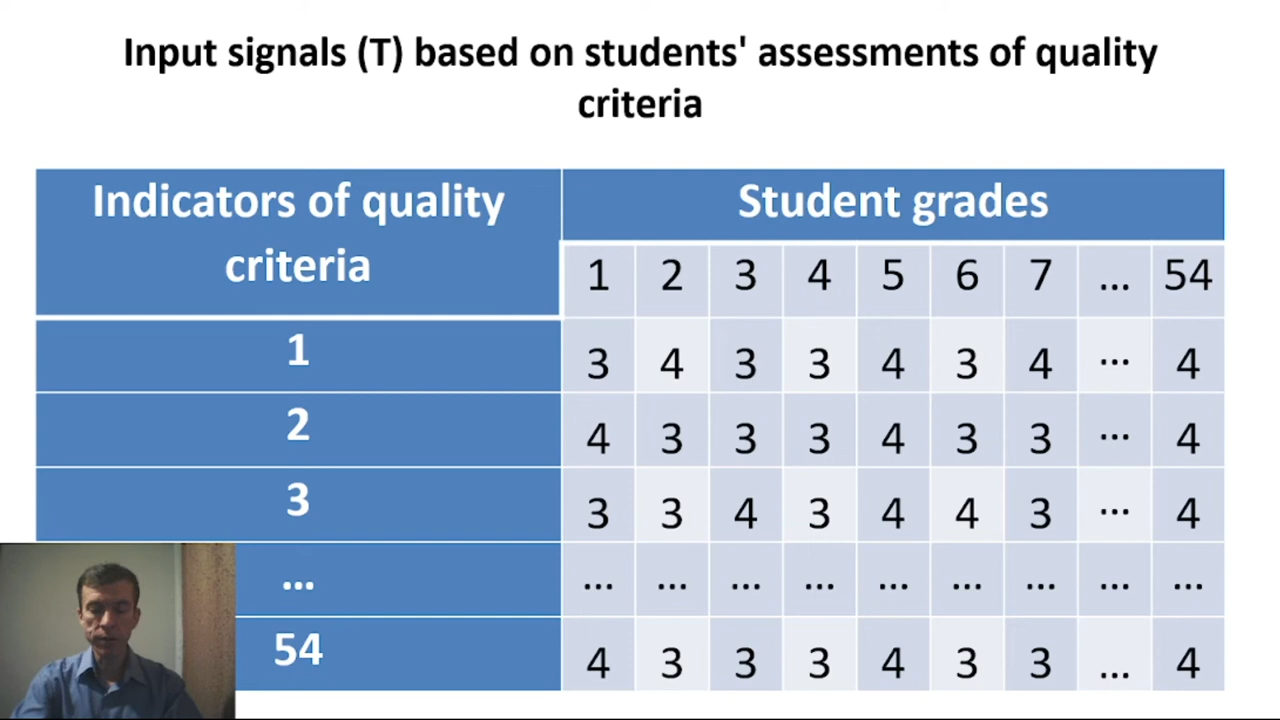 Input signals (T) based on students' assessments of quality
criteria
Indicators of quality
criteria
Student grades
1 2 3 4 5 6 7 ... 54
1 3 4 3 3 4 3 4 ... 4
2 4 3 3 3 4 3 3 ... 4
3 3 3 4 3 4 4 3 ... 4
... ... ... ... ... ... ... ... ... ...
54 4 3 3 3 4 3 3 ... 4